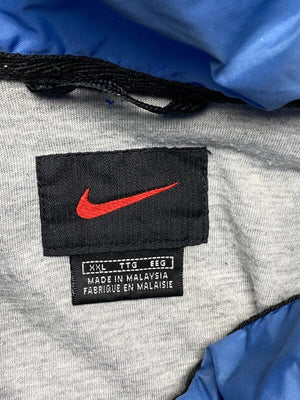 XXL TTG EEG
MADE IN MALAYSIA
FABRIQUE EN MALAISIE